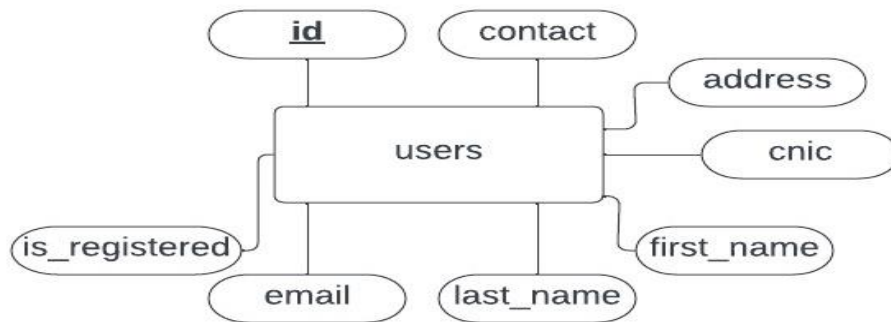 id
contact
address
users
cnic
is_registered
first_name
email
last_name